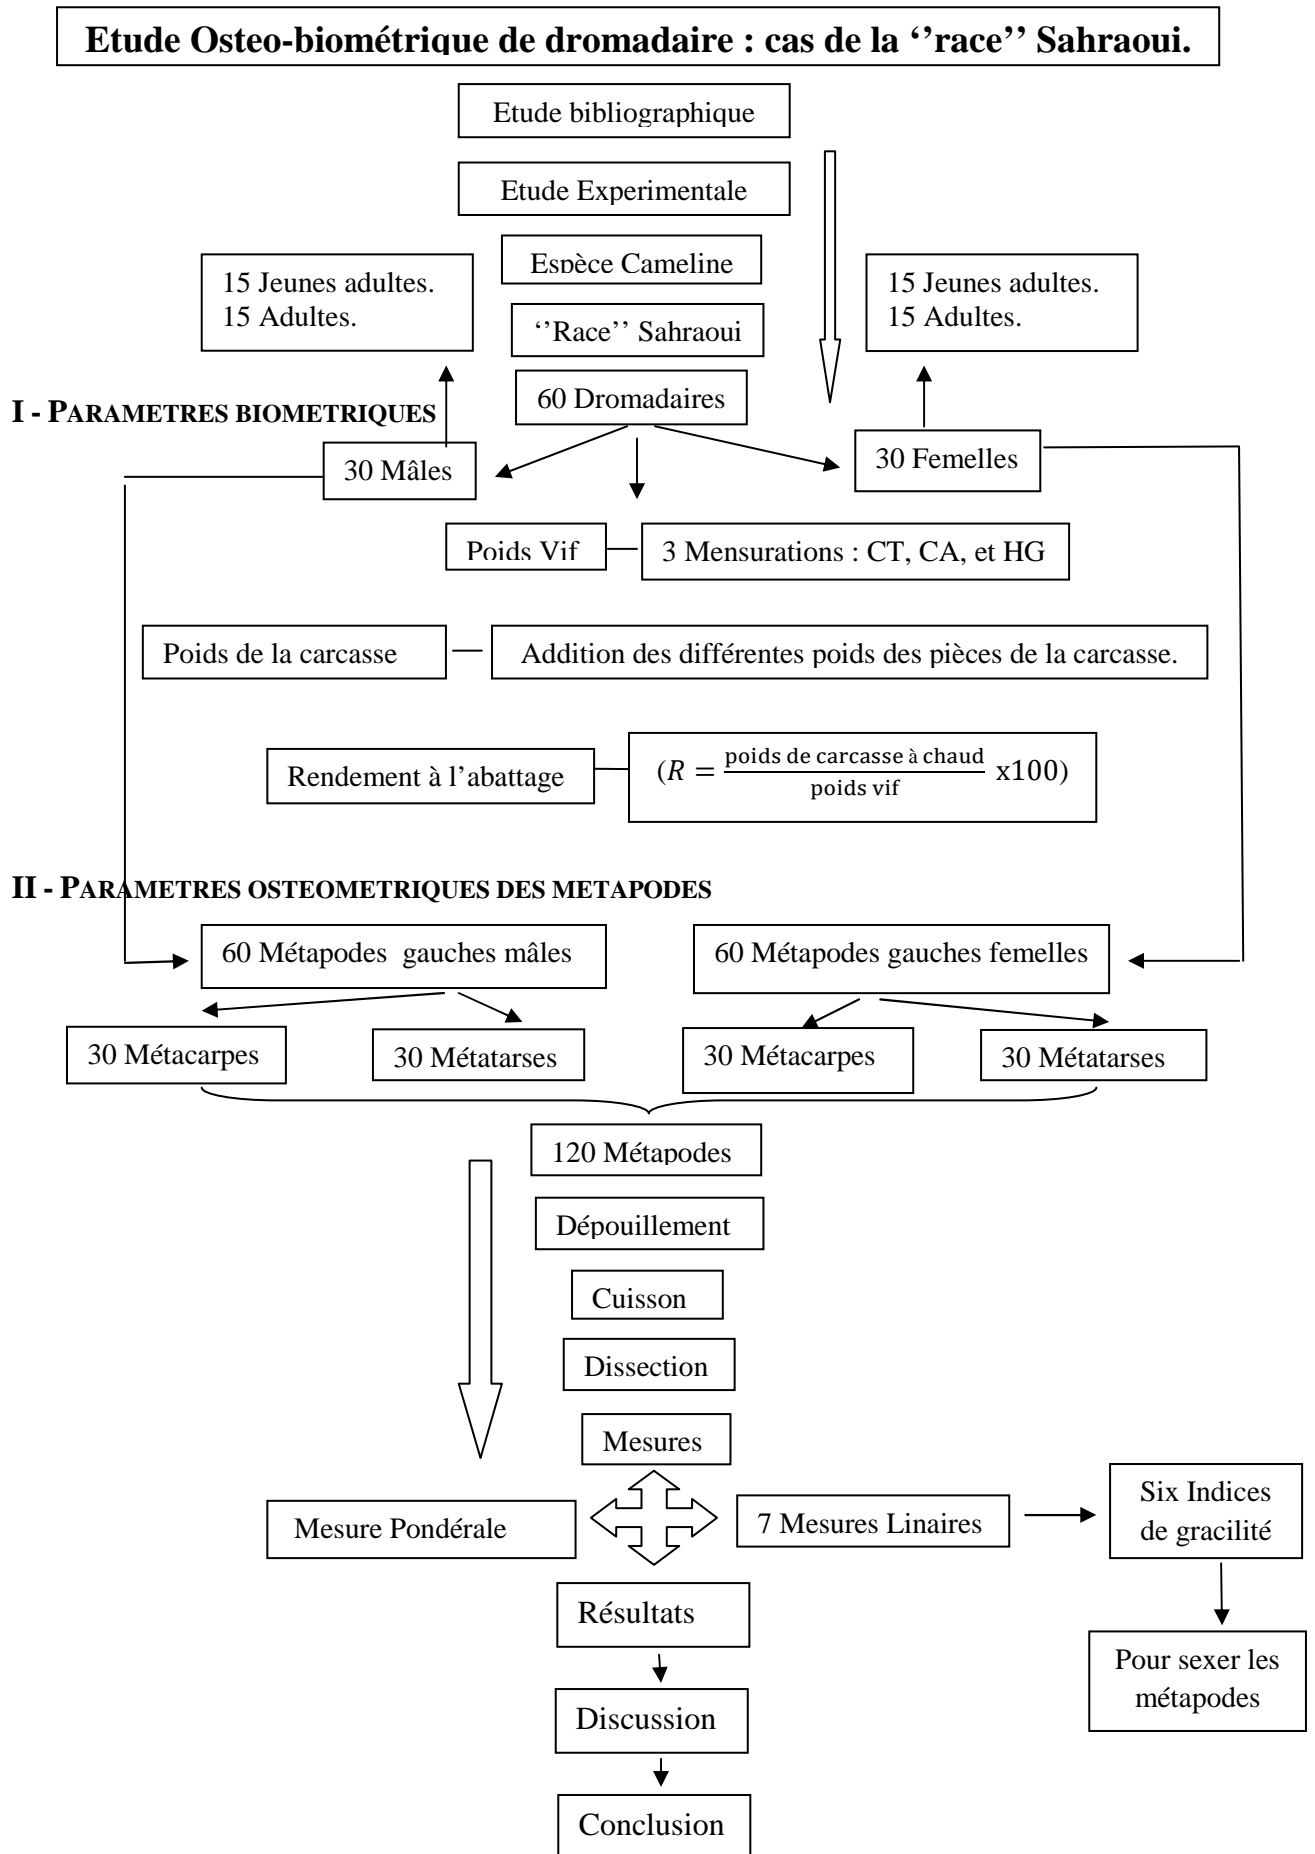 Etude Osteo-biométrique de dromadaire : cas de la ‘’race’’ Sahraoui.
Etude bibliographique
Etude Experimentale
Espèce Cameline
15 Jeunes adultes.
15 Adultes.
15 Jeunes adultes.
15 Adultes.
‘’Race’’ Sahraoui
60 Dromadaires
I - PARAMETRES BIOMETRIQUES
30 Mâles
30 Femelles
Poids Vif
3 Mensurations : CT, CA, et HG
Poids de la carcasse
Addition des différentes poids des pièces de la carcasse.
Rendement à l’abattage
(R = poids de carcasse à chaud / poids vif x100)
II - PARAMETRES OSTEOMETRIQUES DES METAPODES
60 Métapodes gauches mâles
60 Métapodes gauches femelles
30 Métacarpes
30 Métatarses
30 Métacarpes
30 Métatarses
120 Métapodes
Dépouillement
Cuisson
Dissection
Mesures
Mesure Pondérale
7 Mesures Linaires
Six Indices
de gracilité
Résultats
Pour sexer les
métapodes
Discussion
Conclusion